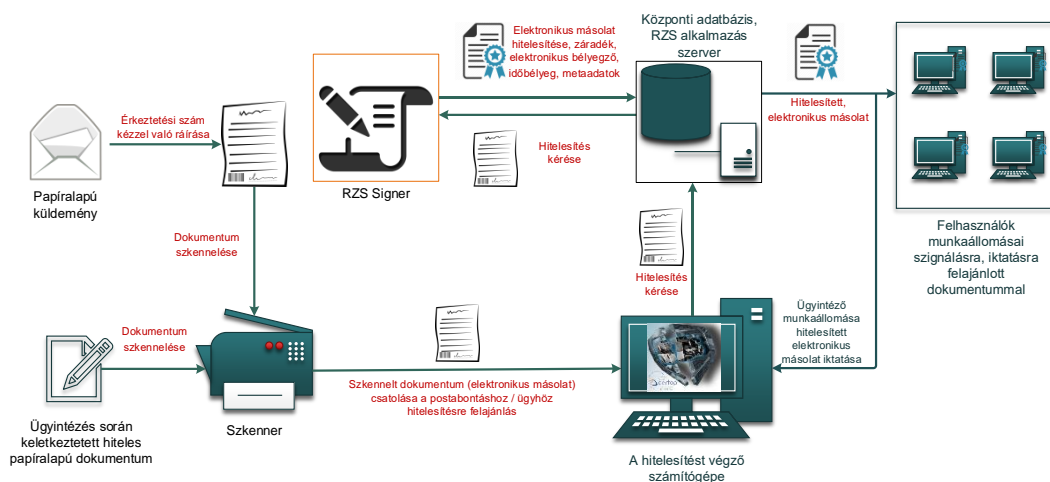 Elektronikus másolat
hitelesítése, záradék,
elektronikus bélyegző,
időbélyeg, metaadatok
Központi adatbázis,
RZS alkalmazás
szerver
Érkeztetési szám
kézzel való ráírása
Hitelesített,
elektronikus másolat
Hitelesítés
kérése
Papíralapú
küldemény
RZS Signer
Felhasználók
munkaállomásai
szignálásra, iktatásra
felajánlott
dokumentummal
Dokumentum
szkennelése
Hitelesítés
kérése
Ügyintéző
munkaállomása
hitelesített
elektronikus
másolat iktatása
Dokumentum
szkennelése
Szkennelt dokumentum (elektronikus másolat)
csatolása a postabontáshoz / ügyhöz
hitelesítésre felajánlás
Ügyintézés során
keletkeztetett hiteles
papíralapú dokumentum
Szkenner
A hitelesítést végző
számítógépe